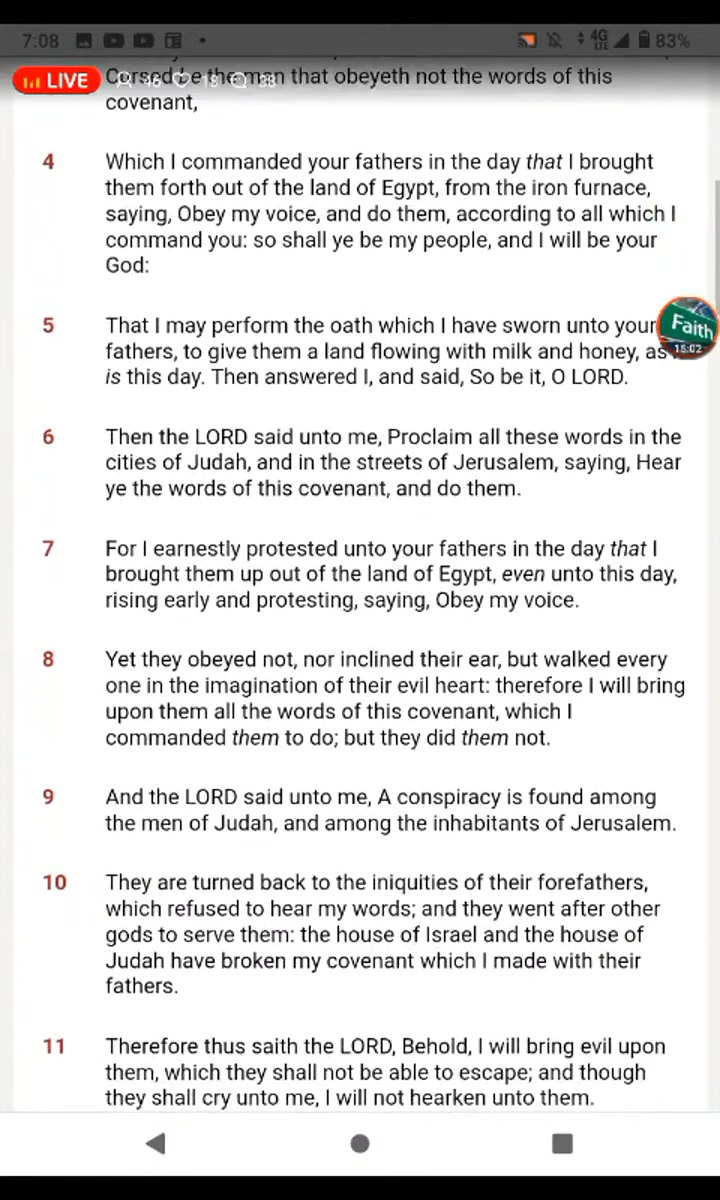 7:08
4G
LTE
83%
LIVE
Cursed be the man that obeyeth not the words of this
covenant,
4 Which I commanded your fathers in the day that I brought
them forth out of the land of Egypt, from the iron furnace,
saying, Obey my voice, and do them, according to all which I
command you: so shall ye be my people, and I will be your
God:
5 That I may perform the oath which I have sworn unto your
fathers, to give them a land flowing with milk and honey, as
is this day. Then answered I, and said, So be it, O LORD.
Faith
15:02
6 Then the LORD said unto me, Proclaim all these words in the
cities of Judah, and in the streets of Jerusalem, saying, Hear
ye the words of this covenant, and do them.
7 For I earnestly protested unto your fathers in the day that I
brought them up out of the land of Egypt, even unto this day,
rising early and protesting, saying, Obey my voice.
8 Yet they obeyed not, nor inclined their ear, but walked every
one in the imagination of their evil heart: therefore I will bring
upon them all the words of this covenant, which I
commanded them to do; but they did them not.
9 And the LORD said unto me, A conspiracy is found among
the men of Judah, and among the inhabitants of Jerusalem.
10 They are turned back to the iniquities of their forefathers,
which refused to hear my words; and they went after other
gods to serve them: the house of Israel and the house of
Judah have broken my covenant which I made with their
fathers.
11 Therefore thus saith the LORD, Behold, I will bring evil upon
them, which they shall not be able to escape; and though
they shall cry unto me, I will not hearken unto them.